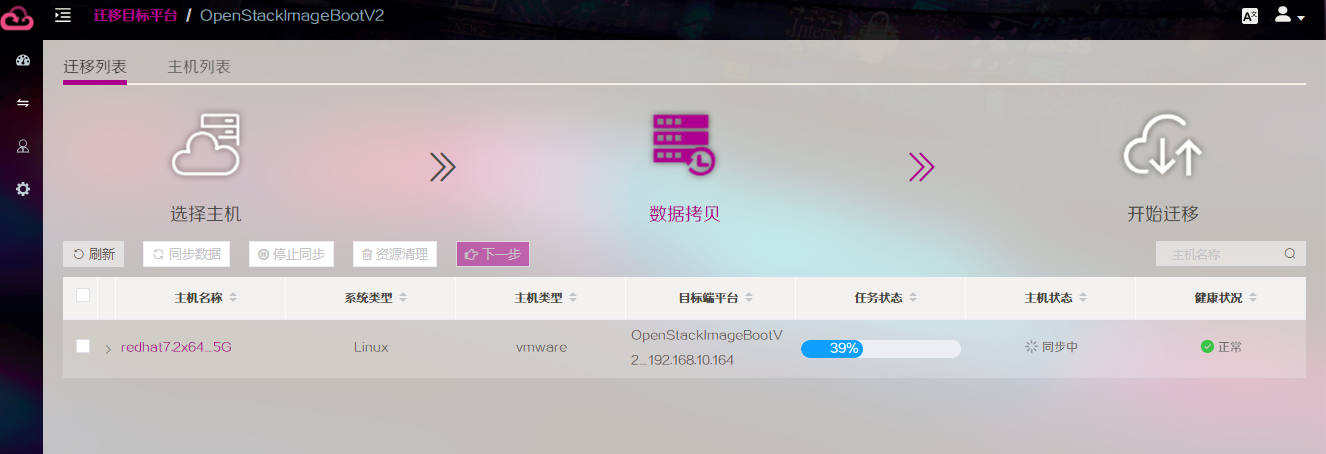 迁移目标平台 / OpenStackImageBootV2
迁移列表 主机列表
选择主机 数据拷贝 开始迁移
刷新 同步数据 停止同步 资源清理 下一步 主机名称
主机名称 系统类型 主机类型 目标端平台 任务状态 主机状态 健康状况
redhat7.2x64_5G Linux vmware OpenStackImageBootV 39% 同步中 正常
2_192.168.10.164